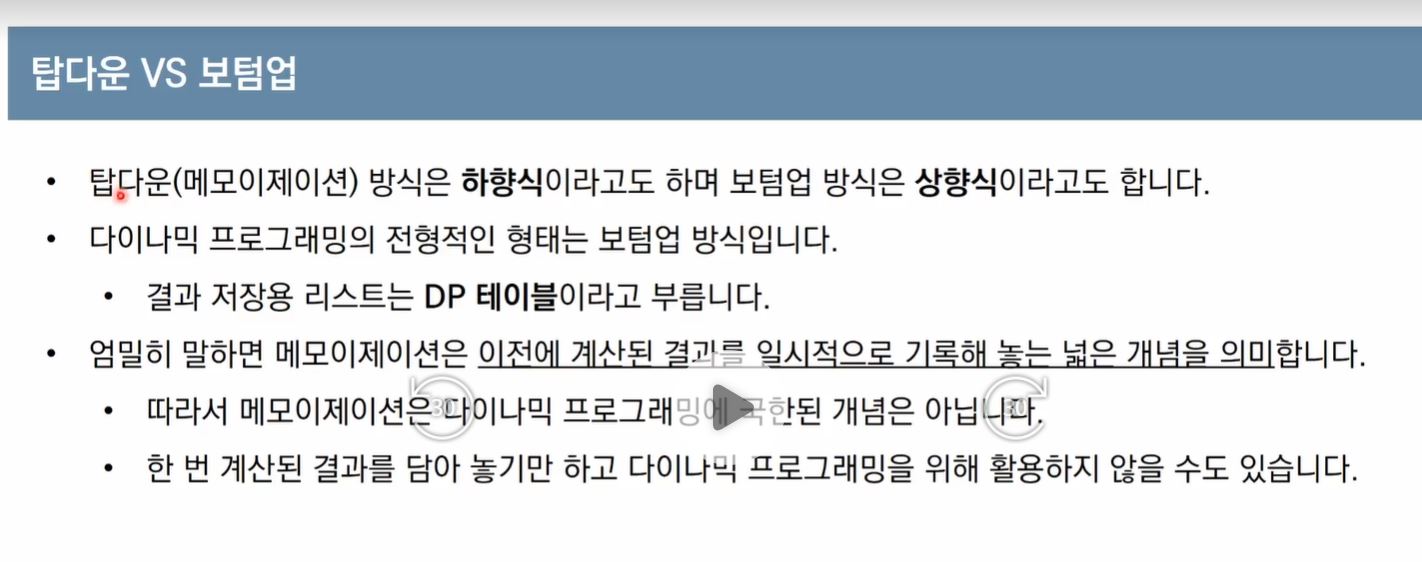 탑다운 VS 보텀업
• 탑다운(메모이제이션) 방식은 하향식이라고도 하며 보텀업 방식은 상향식이라고도 합니다.
• 다이나믹 프로그래밍의 전형적인 형태는 보텀업 방식입니다.
• 결과 저장용 리스트는 DP 테이블이라고 부릅니다.
• 엄밀히 말하면 메모이제이션은 이전에 계산된 결과를 일시적으로 기록해 놓는 넓은 개념을 의미합니다.
• 따라서 메모이제이션은 다이나믹 프로그래밍에 국한된 개념은 아닙니다.
30 30
• 한 번 계산된 결과를 담아 놓기만 하고 다이나믹 프로그래밍을 위해 활용하지 않을 수도 있습니다.